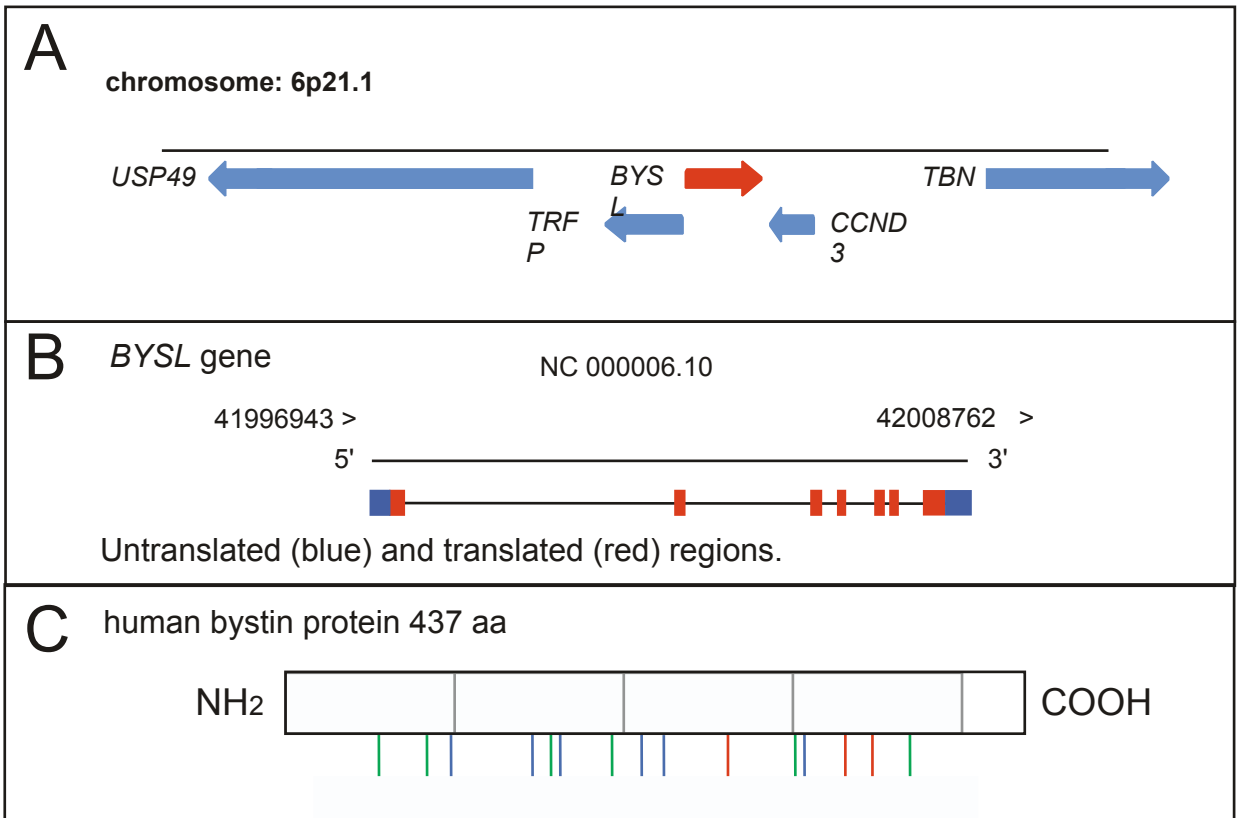 A
chromosome: 6p21.1
USP49
BYS
L
TBN
TRF
P
CCND
3
B
BYSL gene
NC 000006.10
41996943 >
42008762 >
5'
3'
Untranslated (blue) and translated (red) regions.
C
human bystin protein 437 aa
NH2
COOH